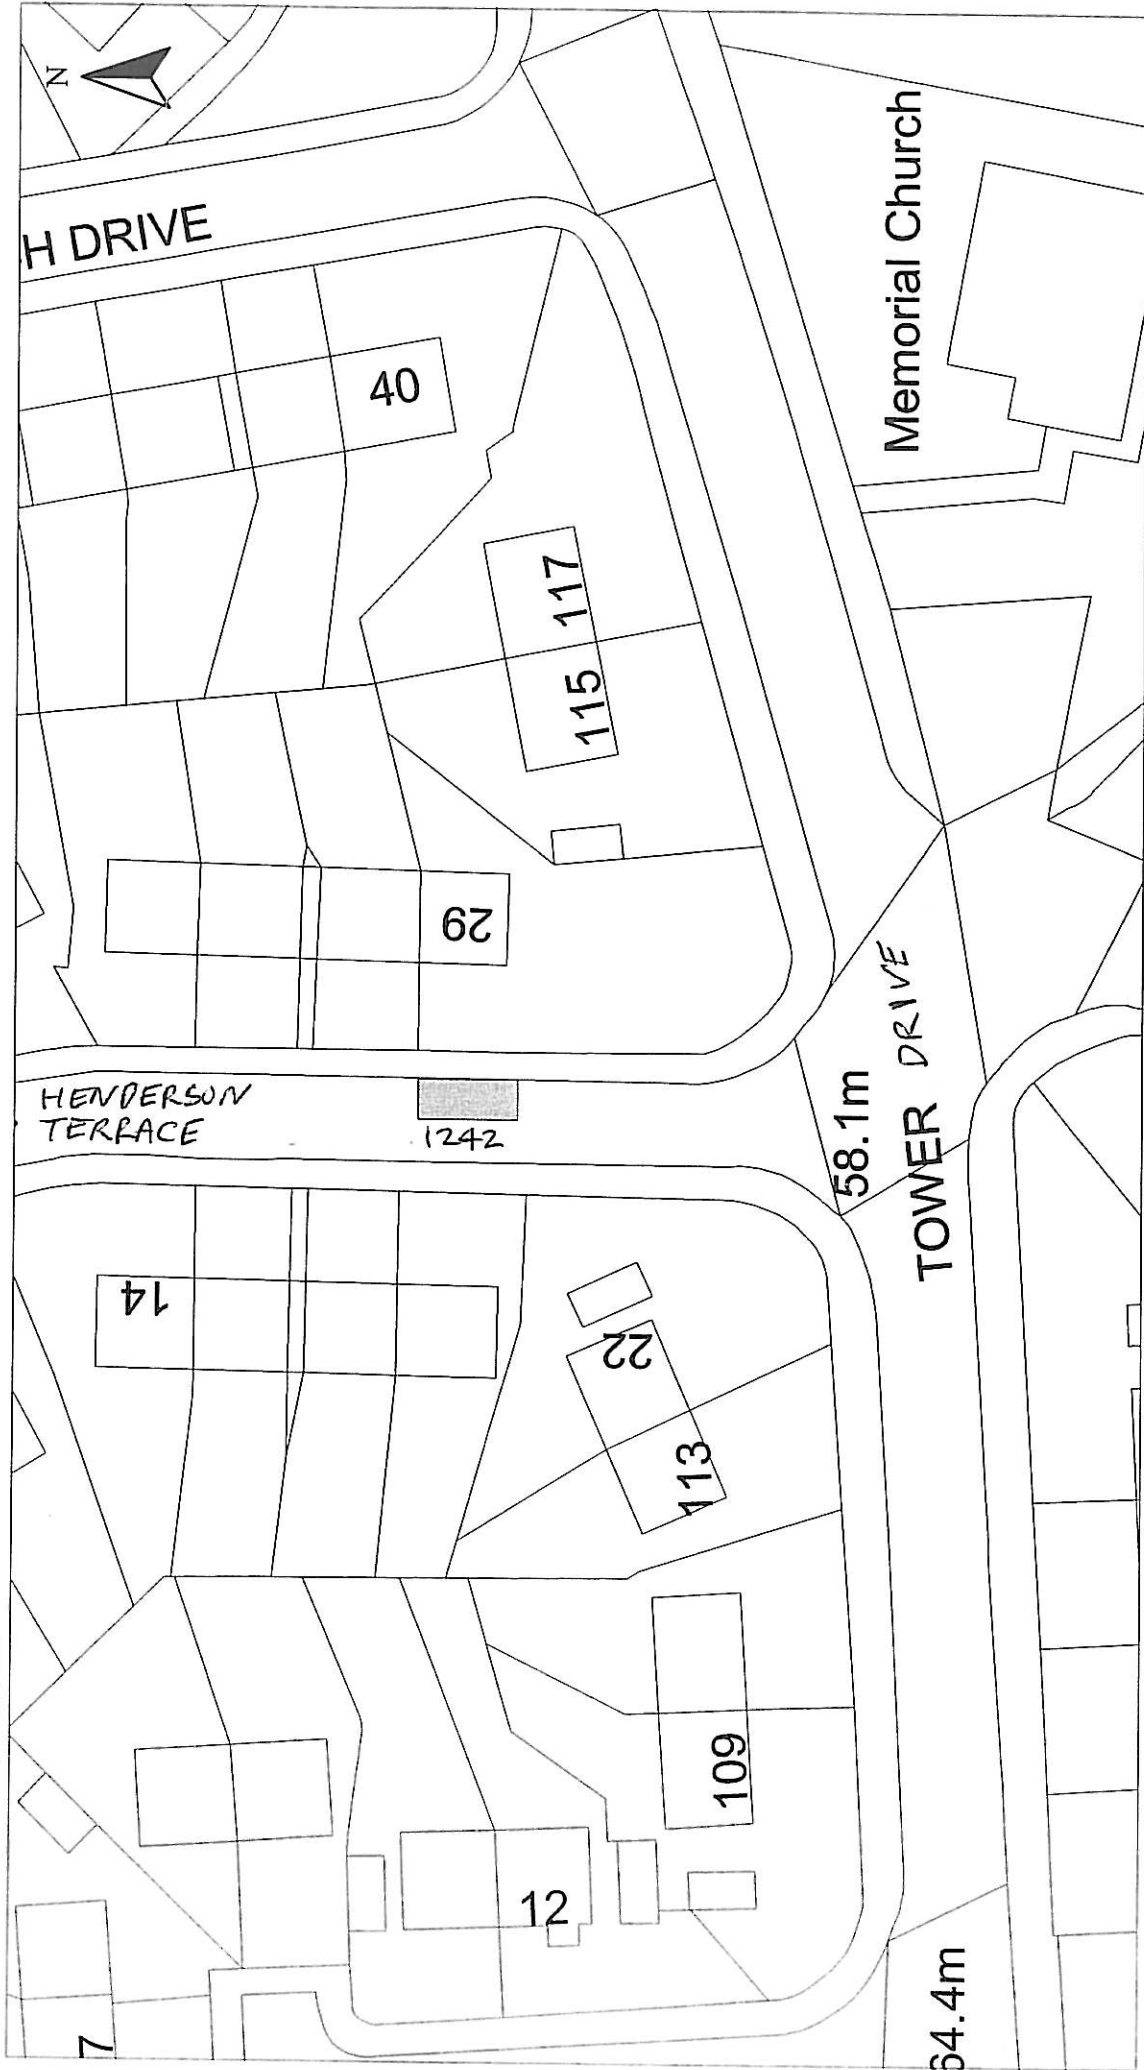 N
H DRIVE
40
Memorial Church
117
115
29
HENDERSON
TERRACE
1242
58.1m
TOWER DRIVE
14
22
113
109
12
7
64.4m